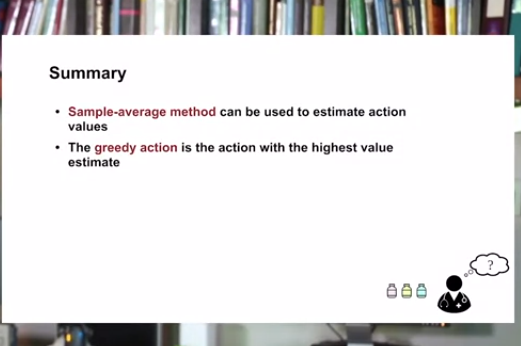 Summary
• Sample-average method can be used to estimate action
values
• The greedy action is the action with the highest value
estimate
?